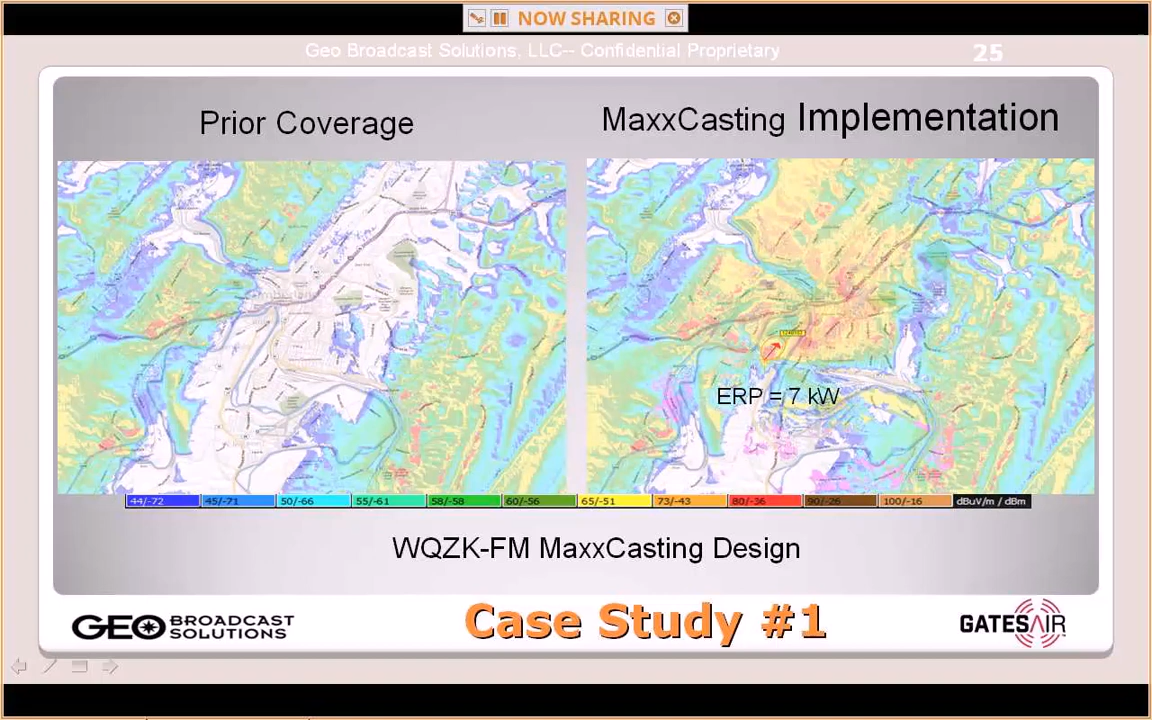 NOW SHARING
Geo Broadcast Solutions, LLC-- Confidential Proprietary
25
Prior Coverage
MaxxCasting Implementation
ERP = 7 kW
44/-72 45/-71 50/-66 55/-61 58/-58 60/-56 65/-51 73/-43 80/-36 90/-26 100/-16 dBuV/m / dBm
WQZK-FM MaxxCasting Design
GEO BROADCAST SOLUTIONS
Case Study #1
GATESAIR